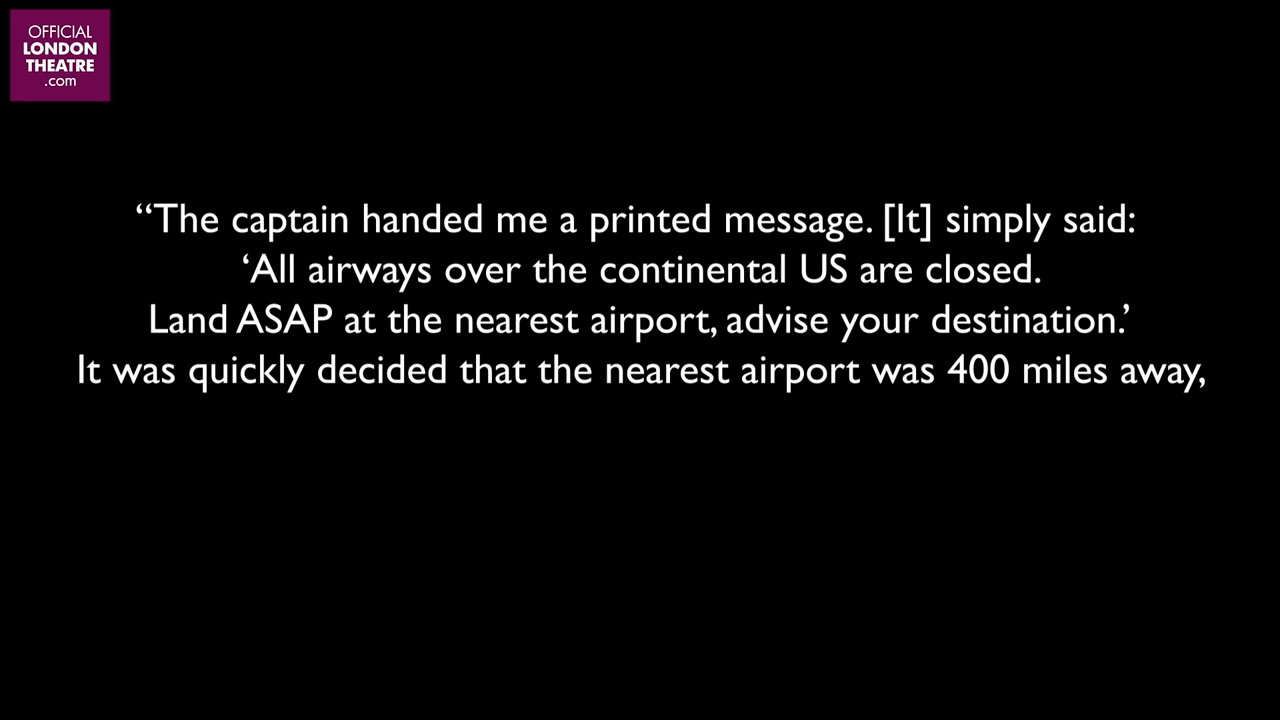 OFFICIAL
LONDON
THEATRE
.com
“The captain handed me a printed message. [It] simply said:
‘All airways over the continental US are closed.
Land ASAP at the nearest airport, advise your destination.’
It was quickly decided that the nearest airport was 400 miles away,